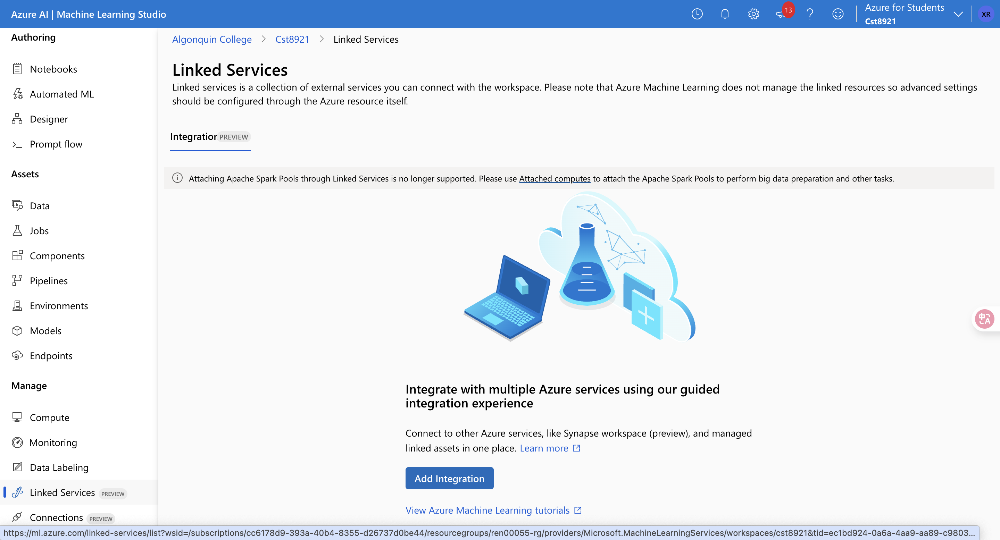 Azure AI | Machine Learning Studio
13
Azure for Students
Cst8921
XR
Authoring
Notebooks
Automated ML
Designer
Prompt flow
Assets
Data
Jobs
Components
Pipelines
Environments
Models
Endpoints
Manage
Compute
Monitoring
Data Labeling
Linked Services PREVIEW
Connections PREVIEW
Algonquin College > Cst8921 > Linked Services
Linked Services
Linked services is a collection of external services you can connect with the workspace. Please note that Azure Machine Learning does not manage the linked resources so advanced settings
should be configured through the Azure resource itself.
Integration PREVIEW
Attaching Apache Spark Pools through Linked Services is no longer supported. Please use Attached computes to attach the Apache Spark Pools to perform big data preparation and other tasks.
中A
Integrate with multiple Azure services using our guided
integration experience
Connect to other Azure services, like Synapse workspace (preview), and managed
linked assets in one place. Learn more
Add Integration
View Azure Machine Learning tutorials
https://ml.azure.com/linked-services/list?wsid=/subscriptions/cc6178d9-393a-40b4-8355-d26737d0be44/resourcegroups/ren00055-rg/providers/Microsoft.MachineLearningServices/workspaces/cst8921&tid=ec1bd924-0a6a-4aa9-aa89-c9803...